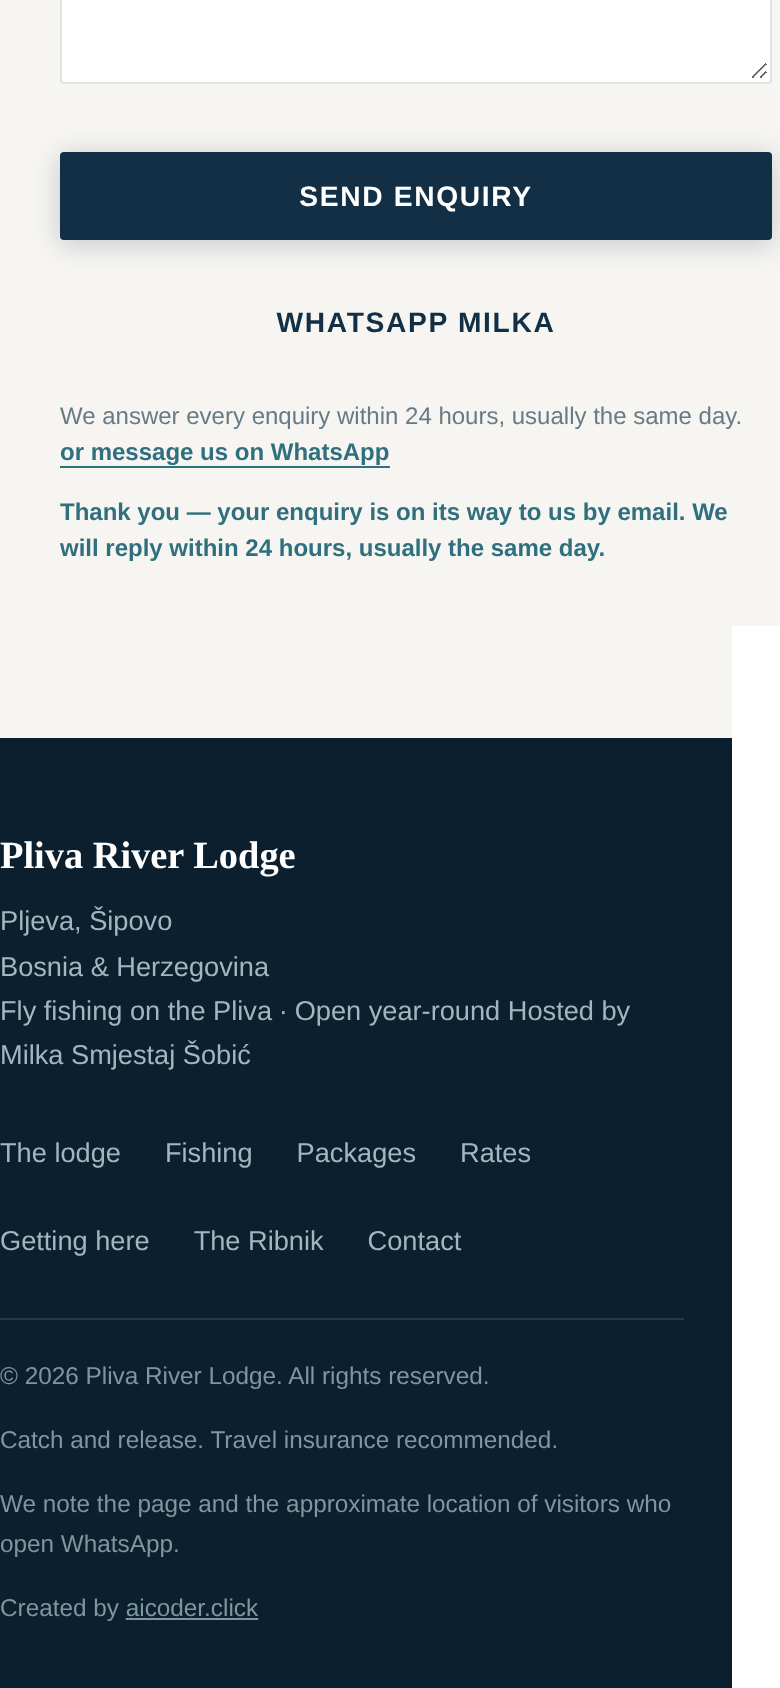 SEND ENQUIRY
WHATSAPP MILKA
We answer every enquiry within 24 hours, usually the same day.
or message us on WhatsApp
Thank you — your enquiry is on its way to us by email. We
will reply within 24 hours, usually the same day.
Pliva River Lodge
Pljeva, Šipovo
Bosnia & Herzegovina
Fly fishing on the Pliva · Open year-round Hosted by
Milka Smjestaj Šobić
The lodge Fishing Packages Rates
Getting here The Ribnik Contact
© 2026 Pliva River Lodge. All rights reserved.
Catch and release. Travel insurance recommended.
We note the page and the approximate location of visitors who
open WhatsApp.
Created by aicoder.click